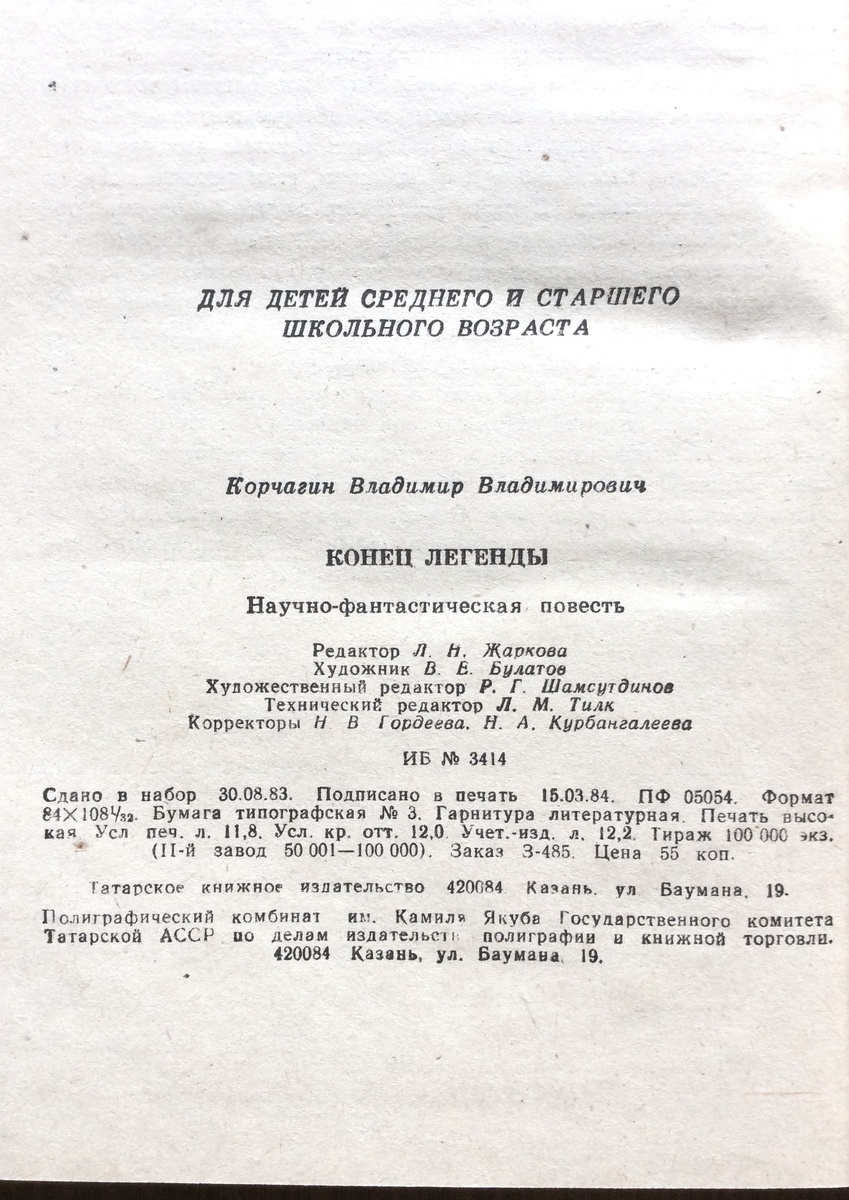 ДЛЯ ДЕТЕЙ СРЕДНЕГО И СТАРШЕГО
ШКОЛЬНОГО ВОЗРАСТА
Корчагин Владимир Владимирович
КОНЕЦ ЛЕГЕНДЫ
Научно-фантастическая повесть
Редактор Л. Н. Жаркова
Художник В. Е. Булатов
Художественный редактор Р. Г. Шамсутдинов
Технический редактор Л. М. Тилк
Корректоры Н В Гордеева, Н. А. Курбангалеева
ИБ № 3414
Сдано в набор 30.08.83. Подписано в печать 15.03.84. ПФ 05054. Формат
84×108 1/32. Бумага типографская № 3. Гарнитура литературная. Печать высо-
кая Усл печ. л. 11,8. Усл. кр. отт. 12,0 Учет.-изд. л. 12,2. Тираж 100 000 экз.
(II-й завод 50 001—100 000). Заказ З-485. Цена 55 коп.
Татарское книжное издательство 420084 Казань. ул Баумана, 19.
Полиграфический комбинат им. Камиля Якуба Государственного комитета
Татарской АССР по делам издательств полиграфии и книжной торговли.
420084 Казань, ул. Баумана, 19.